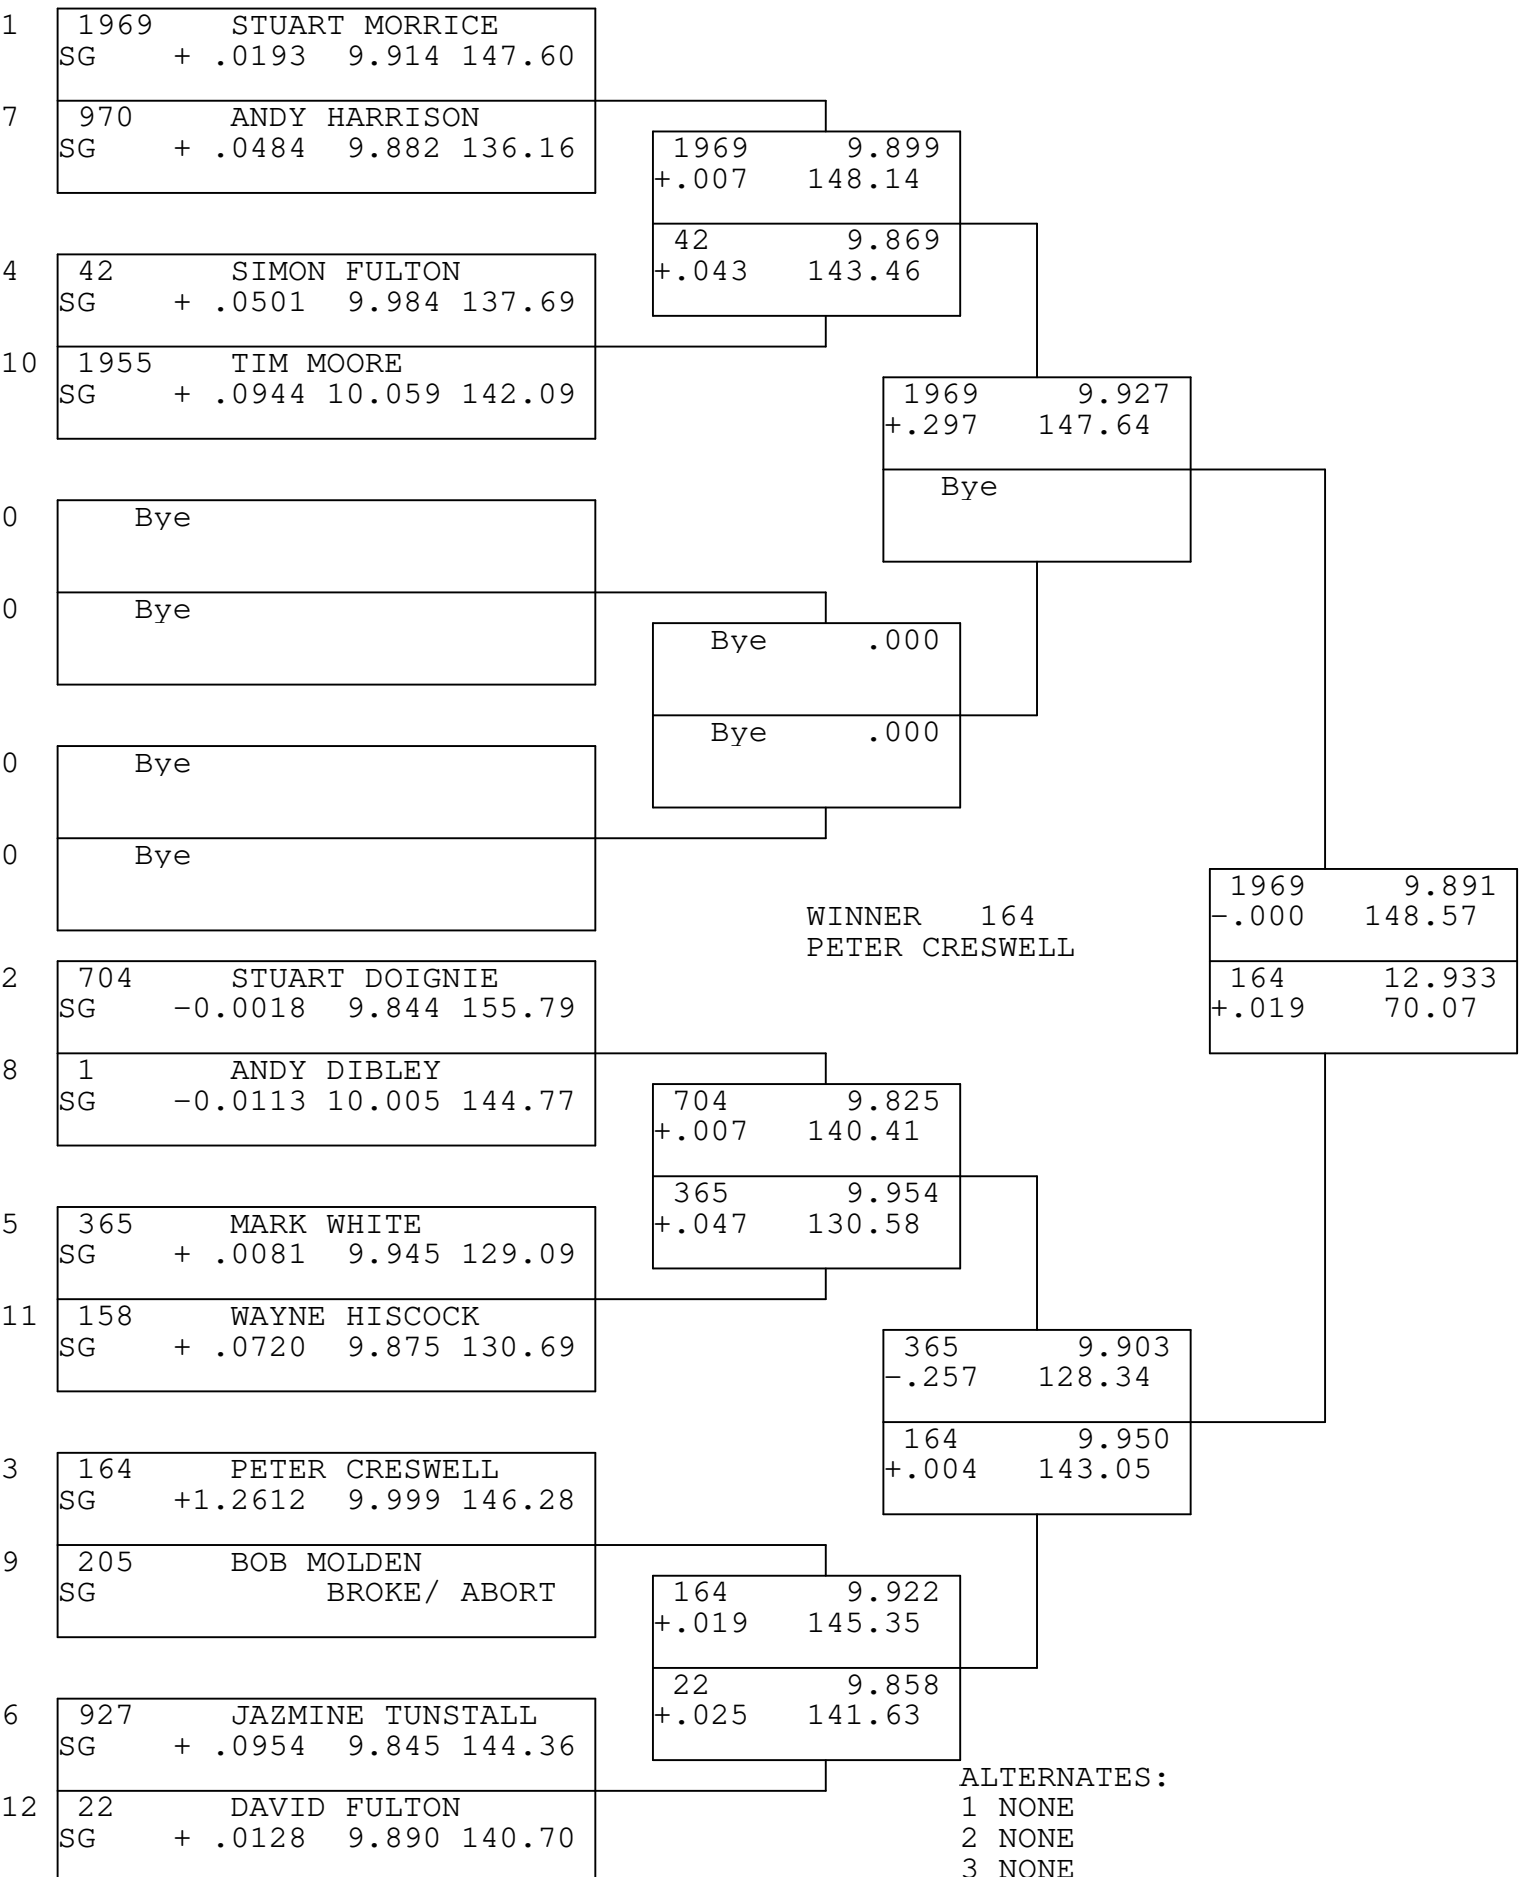 1 1969 STUART MORRICE
SG + .0193 9.914 147.60
7 970 ANDY HARRISON
SG + .0484 9.882 136.16
1969 9.899
+.007 148.14
42 9.869
+.043 143.46
4 42 SIMON FULTON
SG + .0501 9.984 137.69
10 1955 TIM MOORE
SG + .0944 10.059 142.09
1969 9.927
+.297 147.64
Bye
0 Bye
0 Bye
Bye .000
Bye .000
0 Bye
0 Bye
WINNER 164
PETER CRESWELL
1969 9.891
-.000 148.57
164 12.933
+.019 70.07
2 704 STUART DOIGNIE
SG -0.0018 9.844 155.79
8 1 ANDY DIBLEY
SG -0.0113 10.005 144.77
704 9.825
+.007 140.41
365 9.954
+.047 130.58
5 365 MARK WHITE
SG + .0081 9.945 129.09
11 158 WAYNE HISCOCK
SG + .0720 9.875 130.69
365 9.903
-.257 128.34
164 9.950
+.004 143.05
3 164 PETER CRESWELL
SG +1.2612 9.999 146.28
9 205 BOB MOLDEN
SG BROKE/ ABORT
164 9.922
+.019 145.35
22 9.858
+.025 141.63
6 927 JAZMINE TUNSTALL
SG + .0954 9.845 144.36
12 22 DAVID FULTON
SG + .0128 9.890 140.70
ALTERNATES:
1 NONE
2 NONE
3 NONE